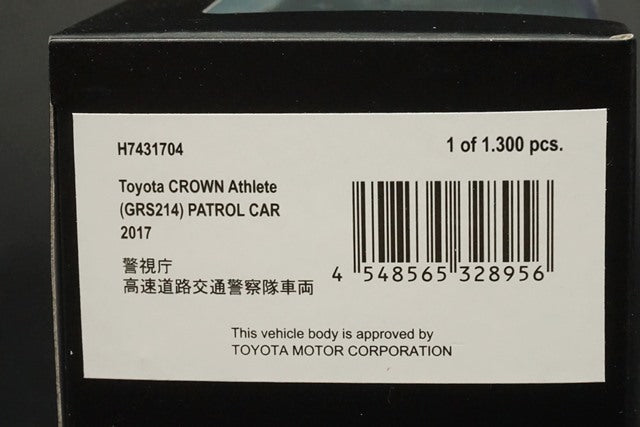 H7431704
1 of 1.300 pcs.
Toyota CROWN Athlete
(GRS214) PATROL CAR
2017
警視庁
高速道路交通警察隊車両
4 548565 328956
This vehicle body is approved by
TOYOTA MOTOR CORPORATION